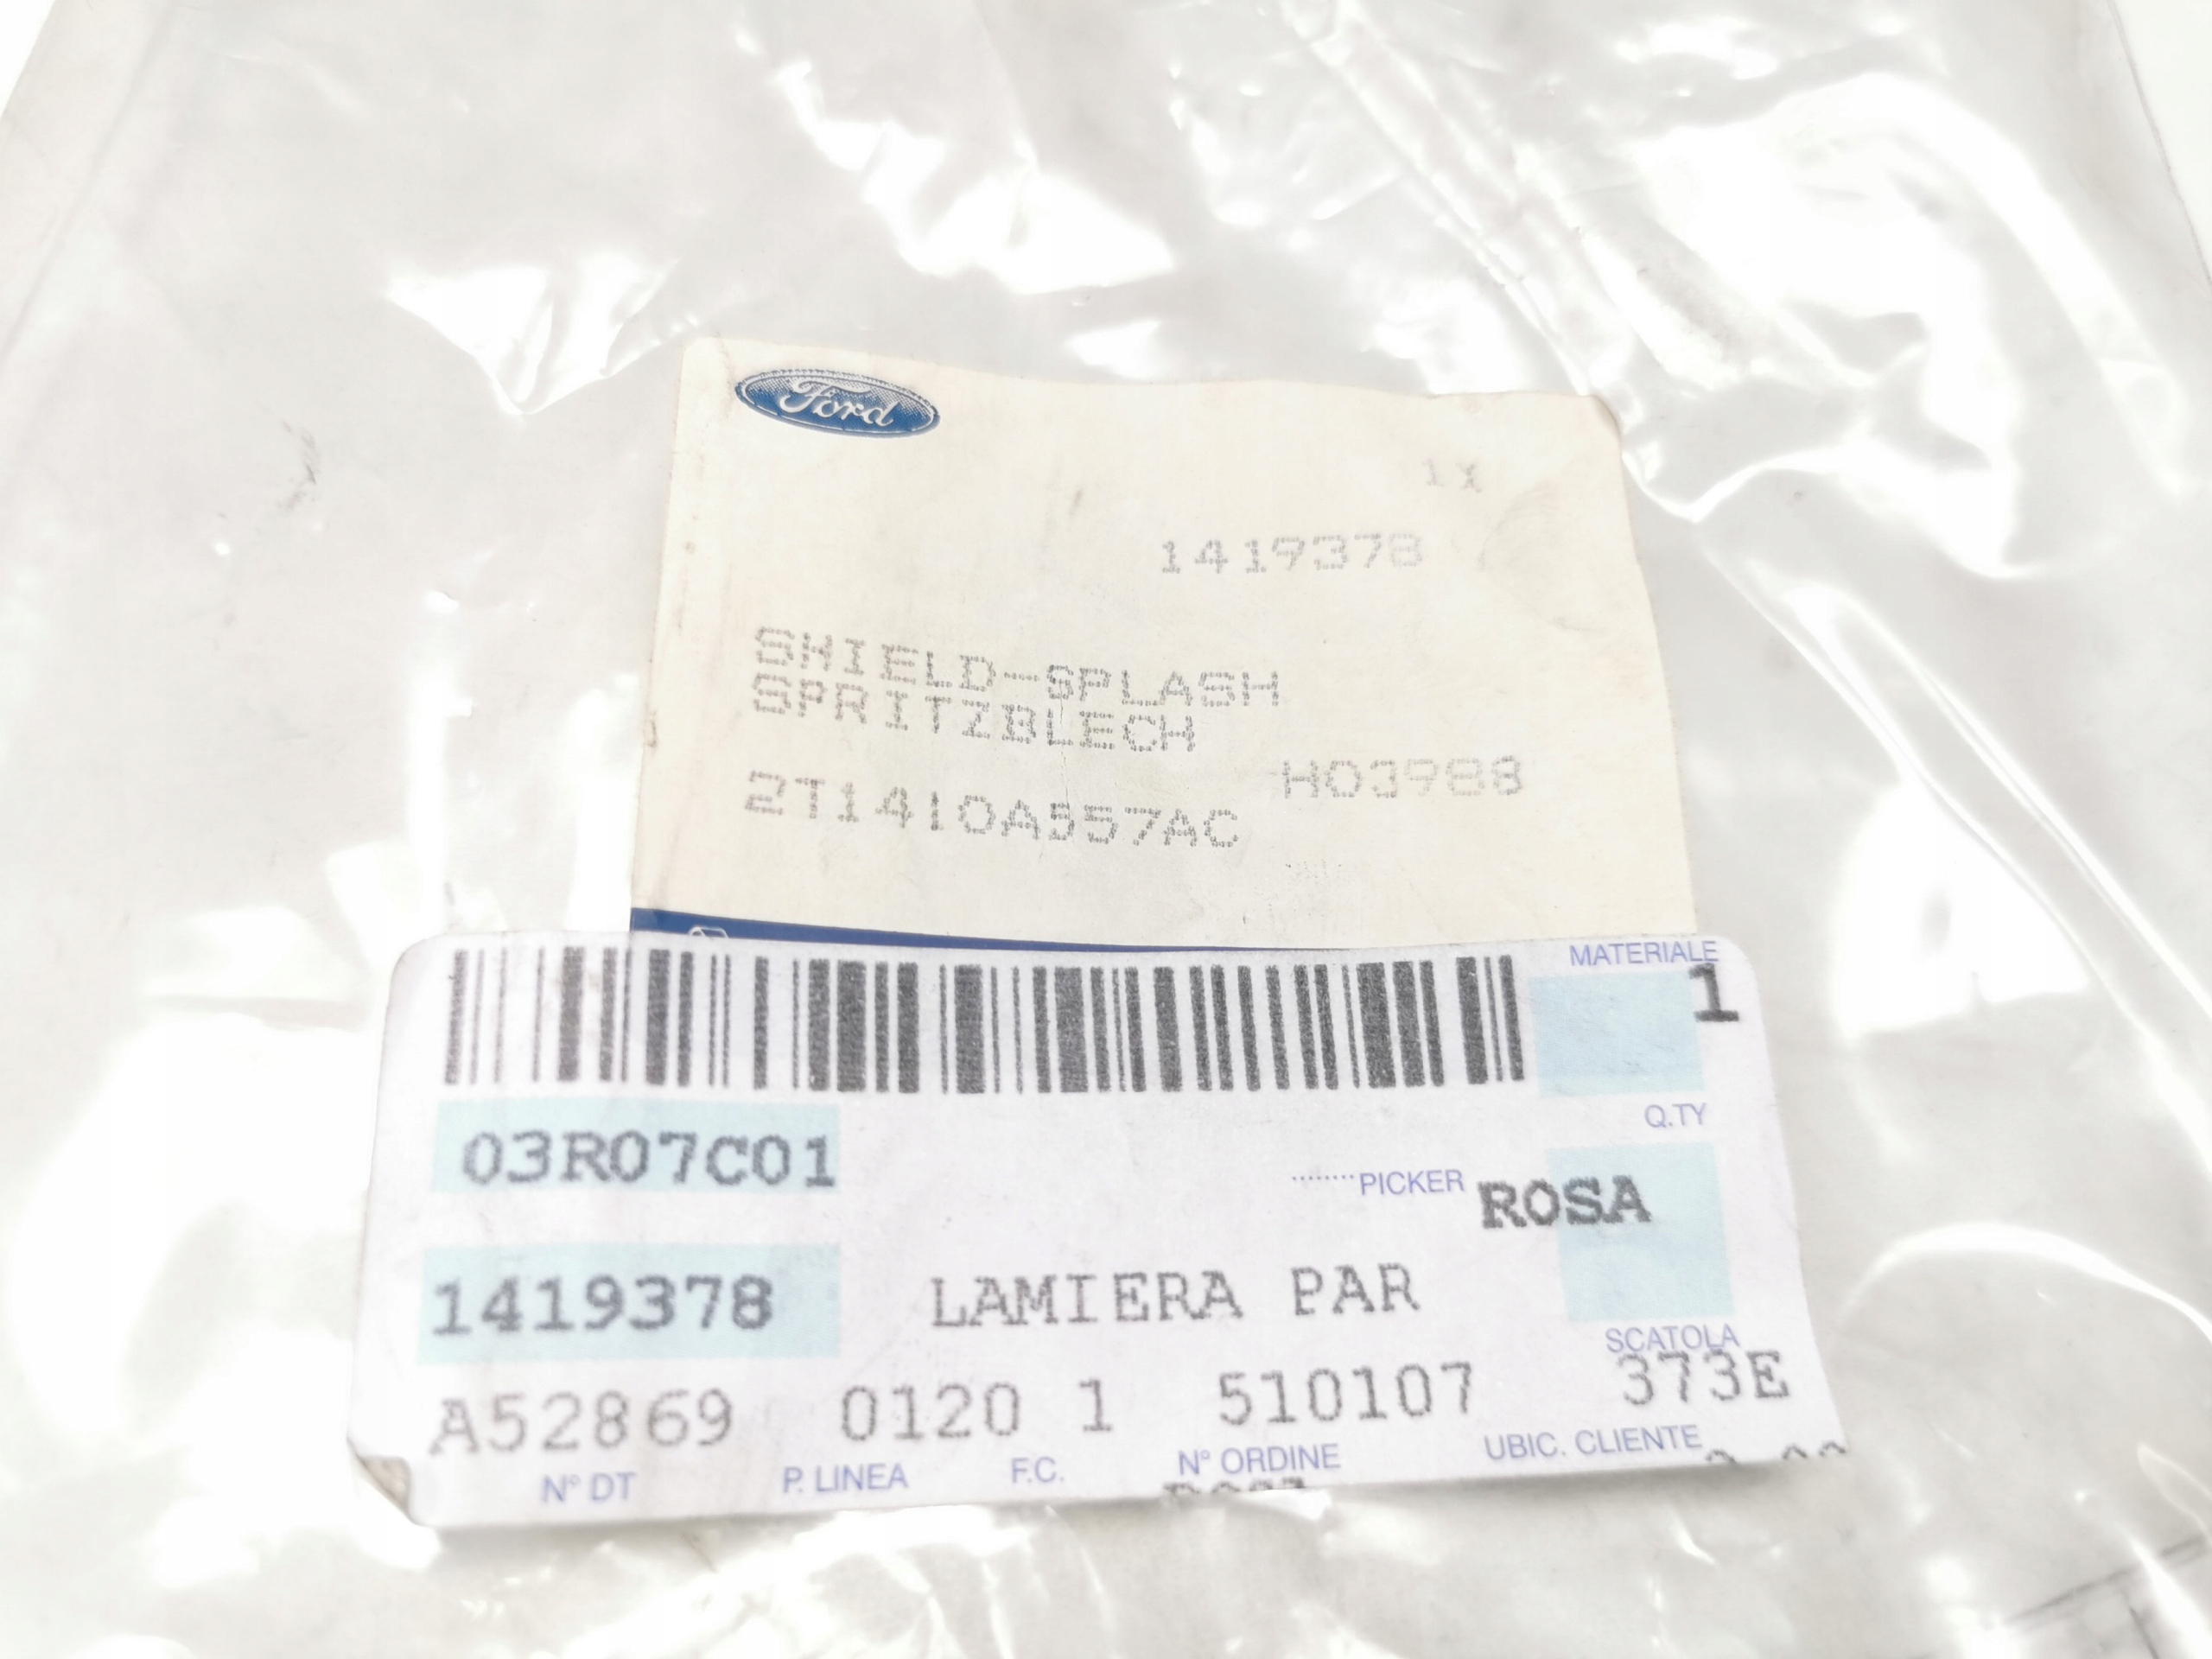 Ford
1X
1419378
SHIELD-SPLASH
SPRITZBLECH
H03988
2T1410A557AC
MATERIALE
1
Q.TY
03R07C01
PICKER ROSA
1419378 LAMIERA PAR
SCATOLA
A52869 0120 1 510107 373E
N° DT P. LINEA F.C. N° ORDINE UBIC. CLIENTE